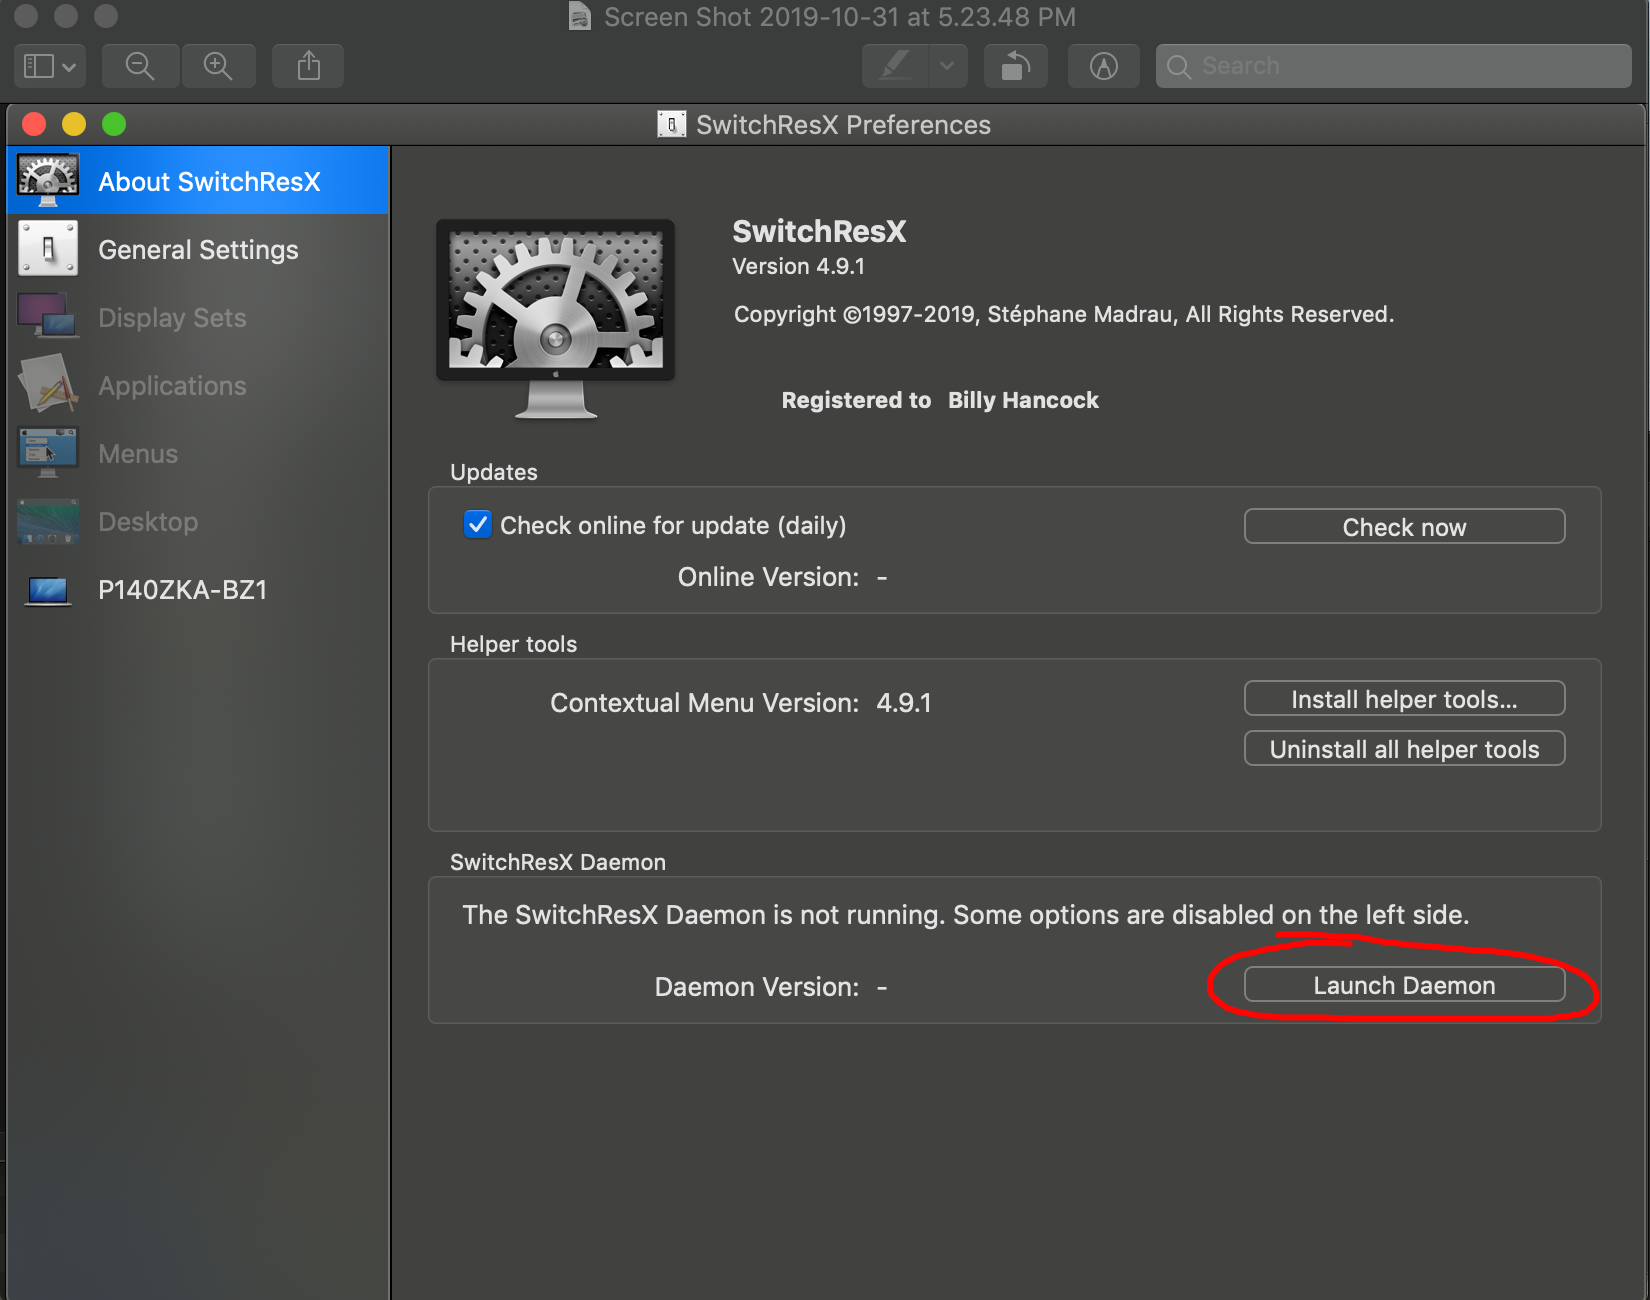 Screen Shot 2019-10-31 at 5.23.48 PM
Search
SwitchResX Preferences
About SwitchResX
General Settings
Display Sets
Applications
Menus
Desktop
P140ZKA-BZ1
SwitchResX
Version 4.9.1
Copyright ©1997-2019, Stéphane Madrau, All Rights Reserved.
Registered to Billy Hancock
Updates
Check online for update (daily)
Check now
Online Version: -
Helper tools
Contextual Menu Version: 4.9.1
Install helper tools...
Uninstall all helper tools
SwitchResX Daemon
The SwitchResX Daemon is not running. Some options are disabled on the left side.
Daemon Version: -
Launch Daemon